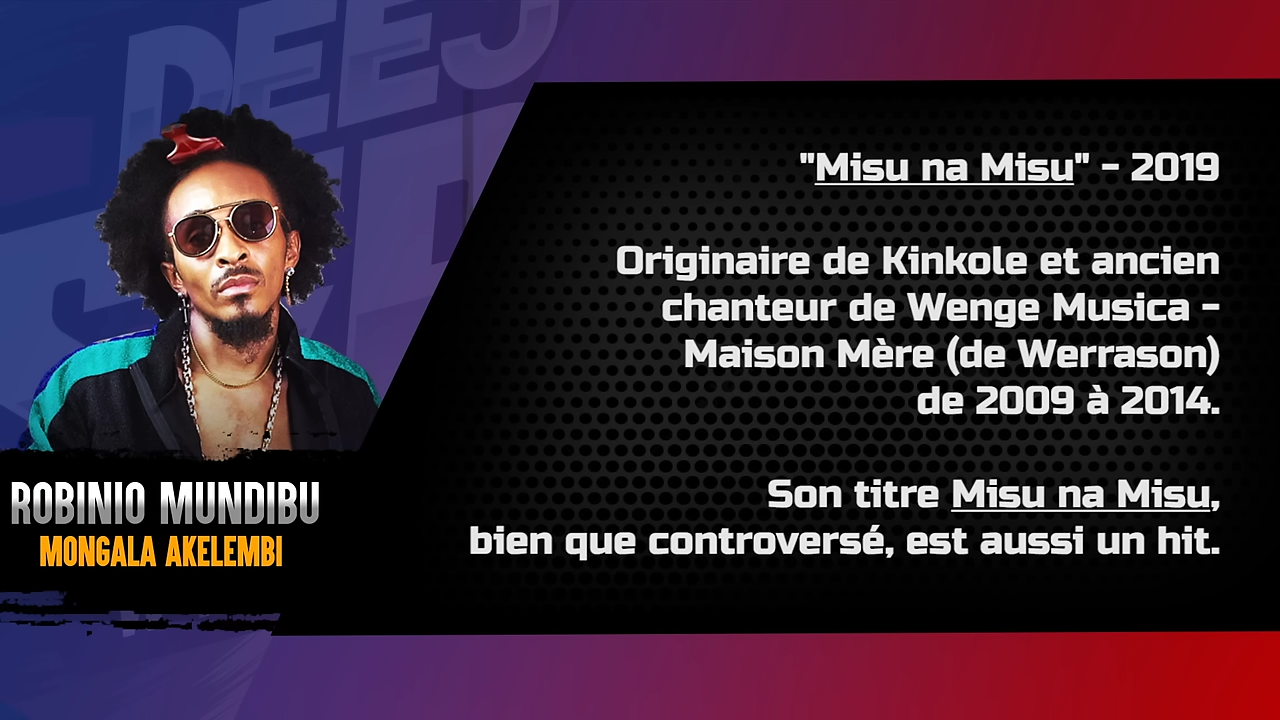 DEEJ
"Misu na Misu" - 2019
Originaire de Kinkole et ancien
chanteur de Wenge Musica -
Maison Mère (de Werrason)
de 2009 à 2014.
Son titre Misu na Misu,
bien que controversé, est aussi un hit.
ROBINIO MUNDIBU
MONGALA AKELEMBI